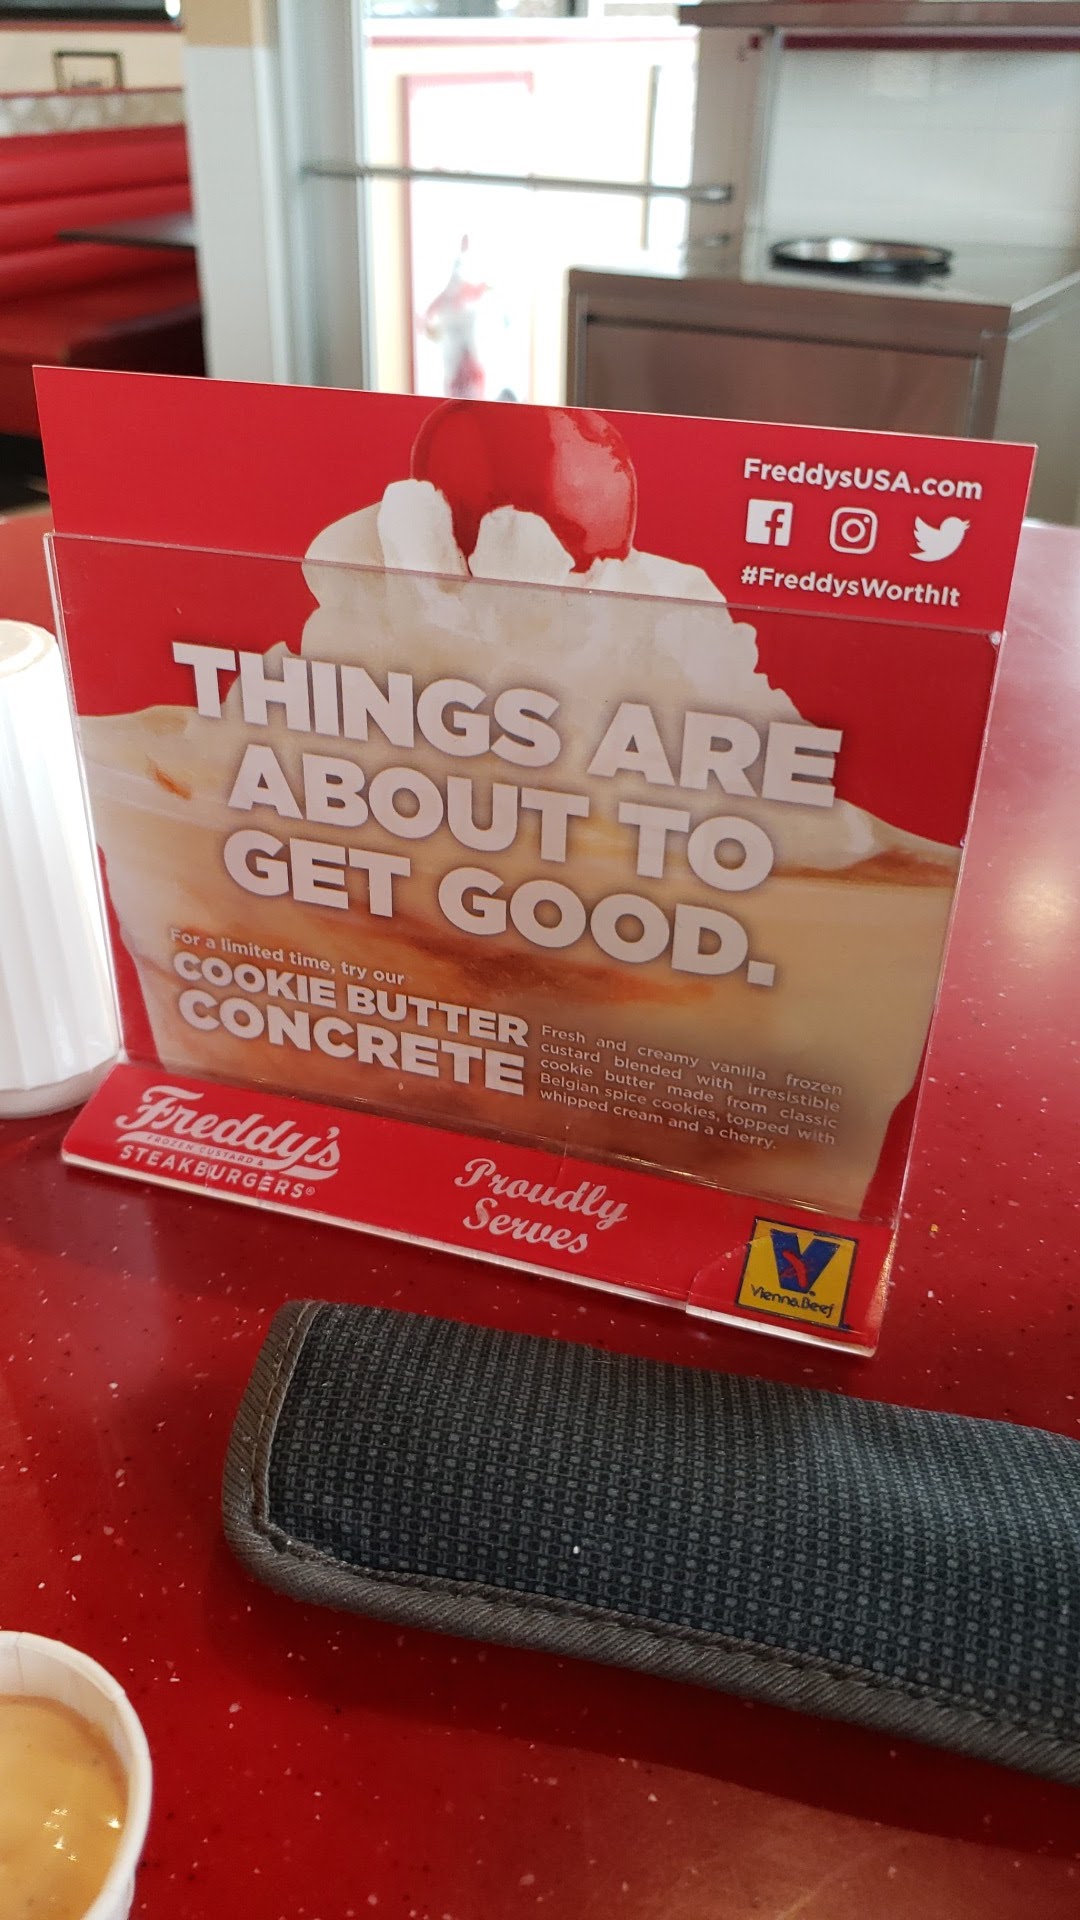 FreddysUSA.com
#FreddysWorthIt
THINGS ARE
ABOUT TO
GET GOOD.
For a limited time, try our
COOKIE BUTTER
CONCRETE
Fresh and creamy vanilla frozen
custard blended with irresistible
cookie butter made from classic
Belgian spice cookies, topped with
whipped cream and a cherry.
Freddy's
FROZEN CUSTARD &
STEAKBURGERS®
Proudly
Serves
V®
Vienna Beef